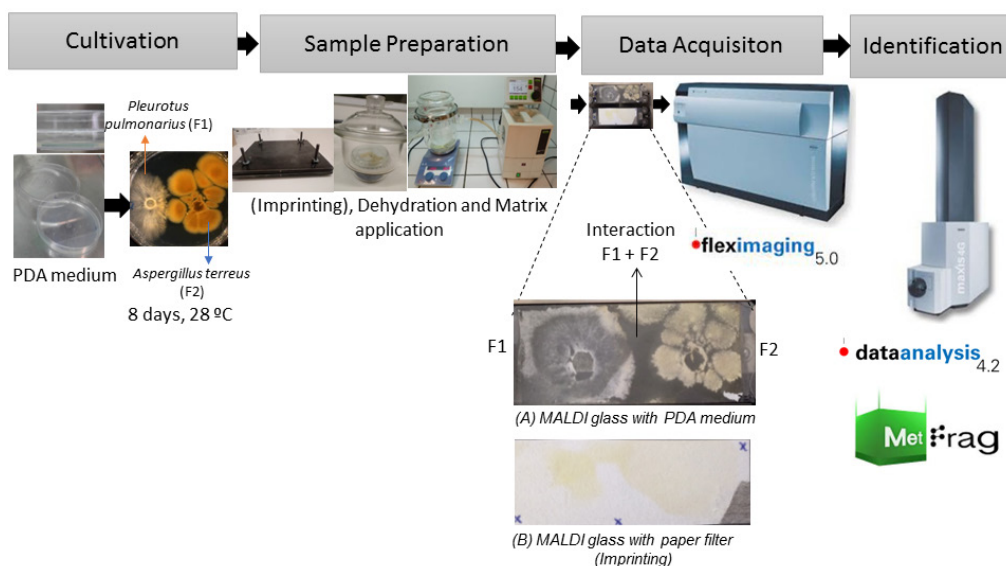 Cultivation
Sample Preparation
Data Acquisiton
Identification
Pleurotus
pulmonarius (F1)
PDA medium
Aspergillus terreus
(F2)
8 days, 28 ºC
(Imprinting), Dehydration and Matrix
application
Interaction
F1 + F2
F1
F2
(A) MALDI glass with PDA medium
(B) MALDI glass with paper filter
(Imprinting)
fleximaging
5.0
maxis4G
dataanalysis
4.2
MetFrag